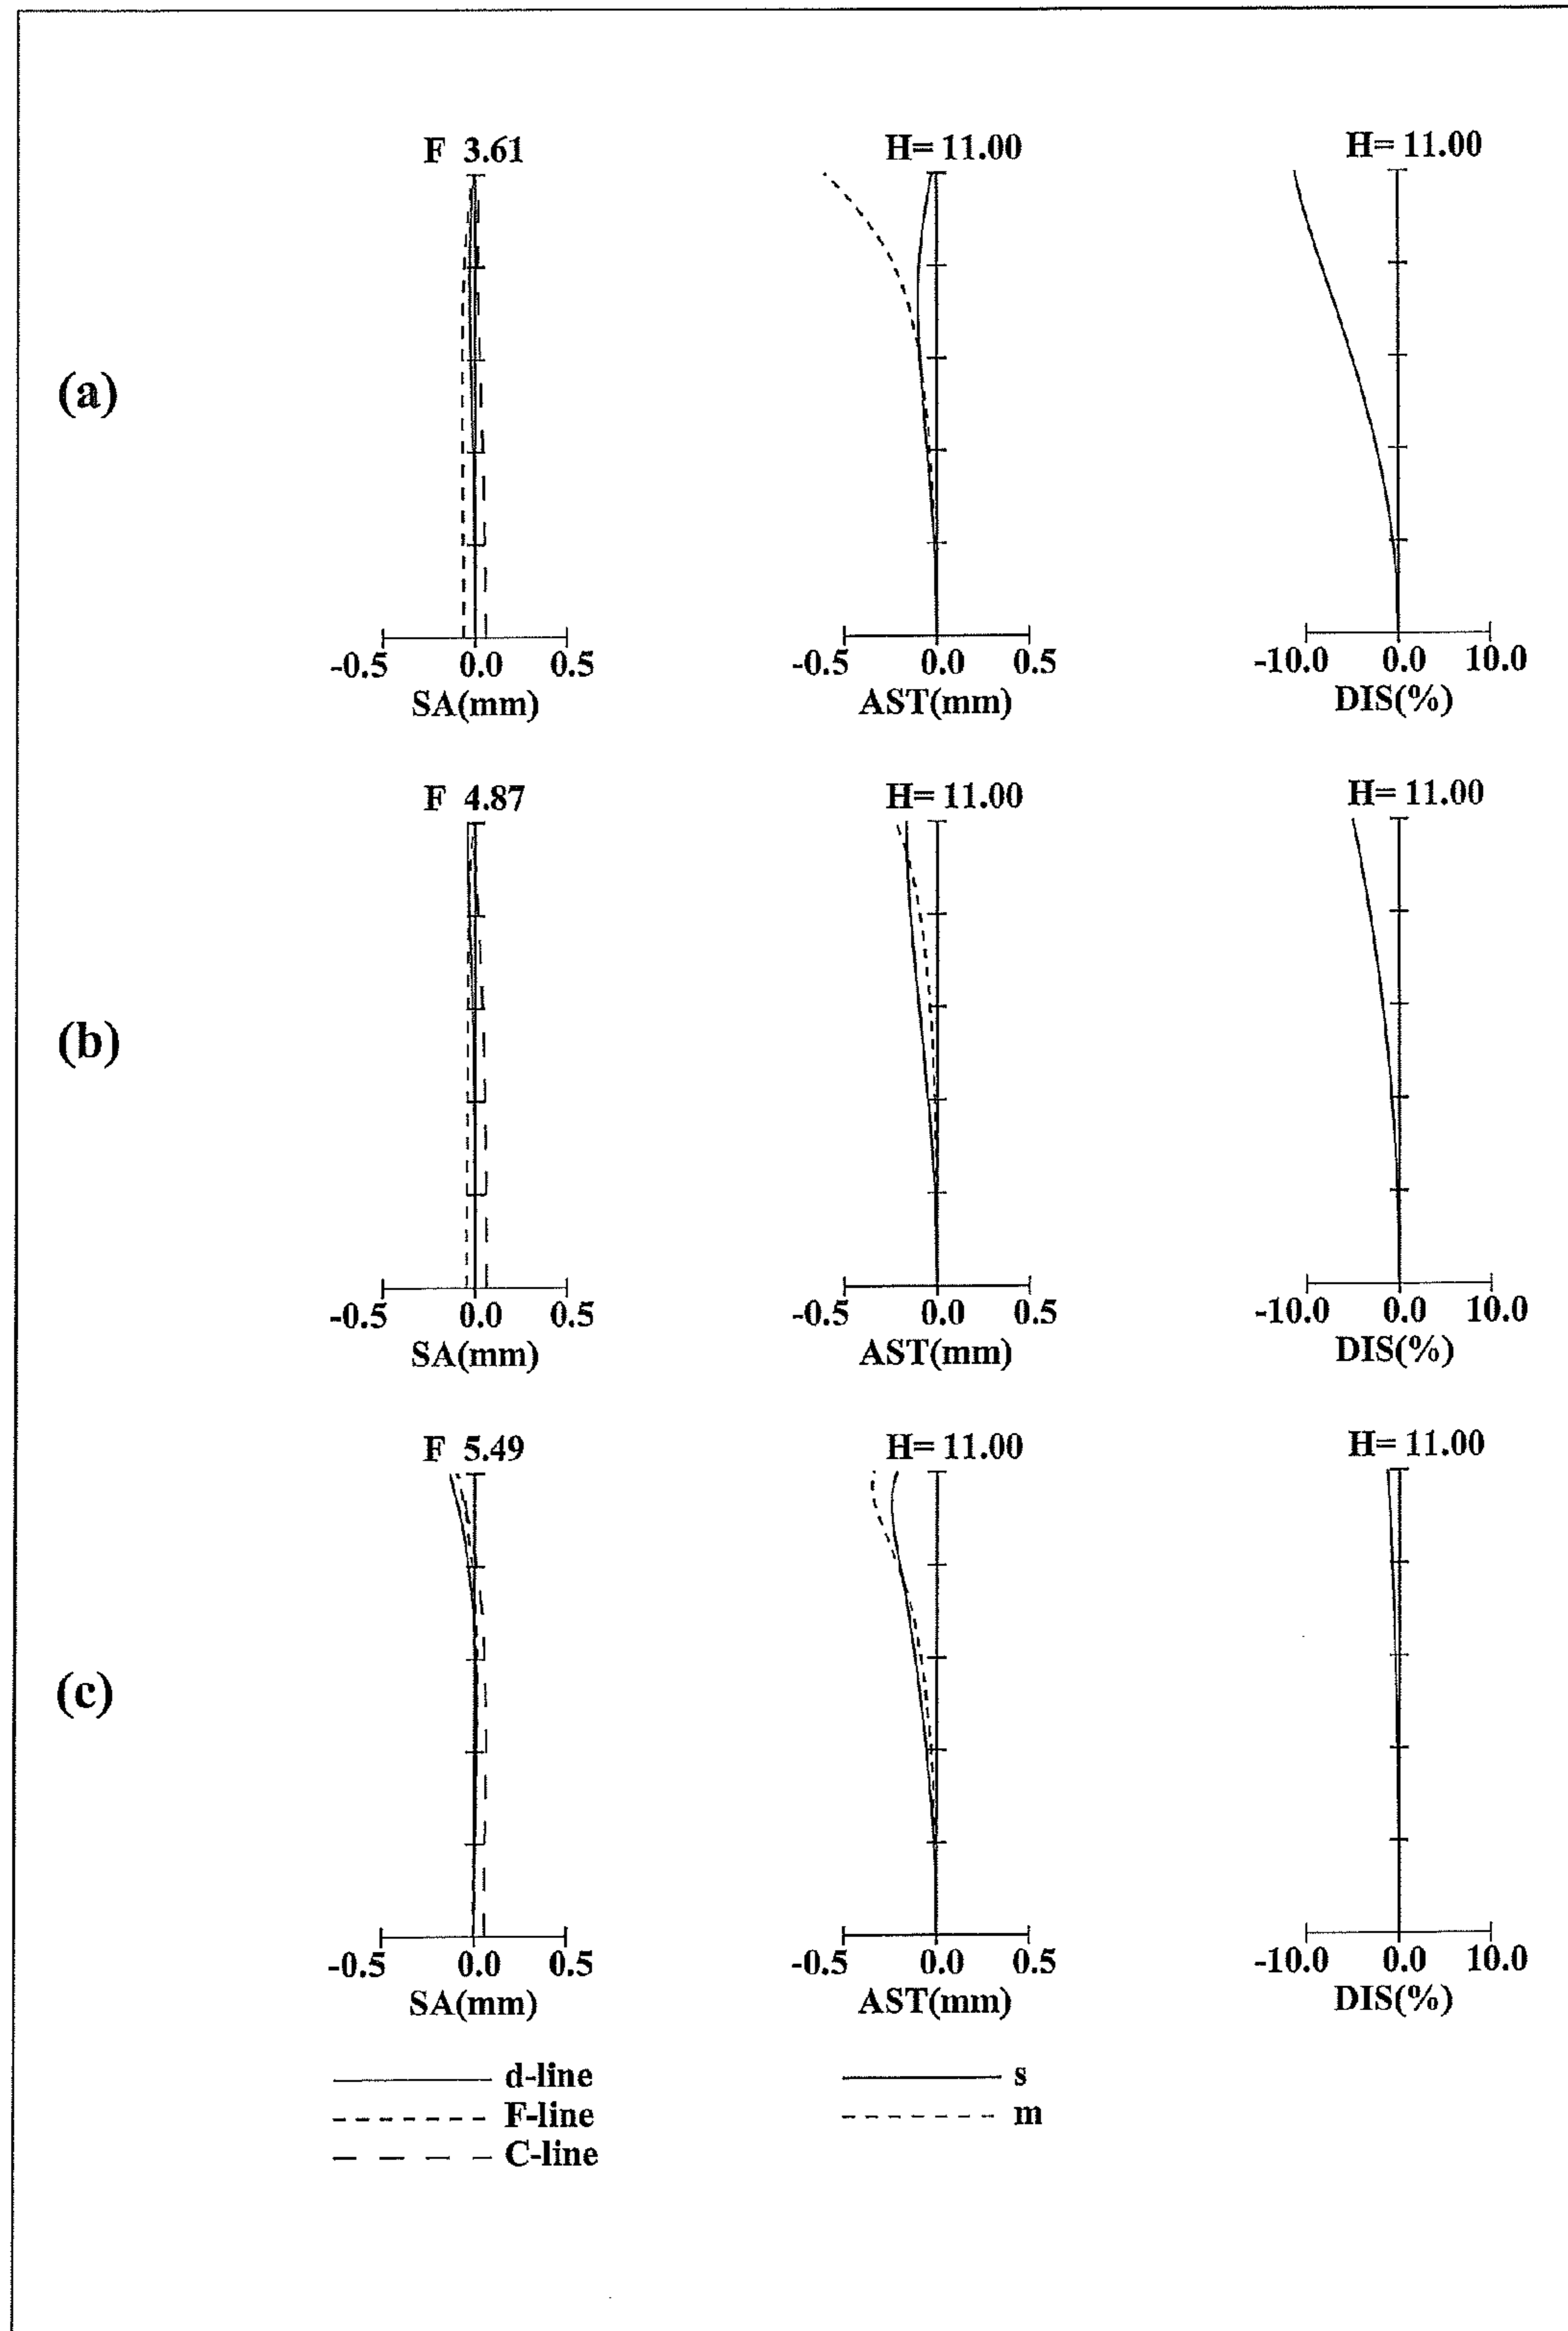 (a)
F 3.61
-0.5 0.0 0.5
SA(mm)
H= 11.00
-0.5 0.0 0.5
AST(mm)
H= 11.00
-10.0 0.0 10.0
DIS(%)
(b)
F 4.87
-0.5 0.0 0.5
SA(mm)
H= 11.00
-0.5 0.0 0.5
AST(mm)
H= 11.00
-10.0 0.0 10.0
DIS(%)
(c)
F 5.49
-0.5 0.0 0.5
SA(mm)
H= 11.00
-0.5 0.0 0.5
AST(mm)
H= 11.00
-10.0 0.0 10.0
DIS(%)
d-line
F-line
C-line
s
m